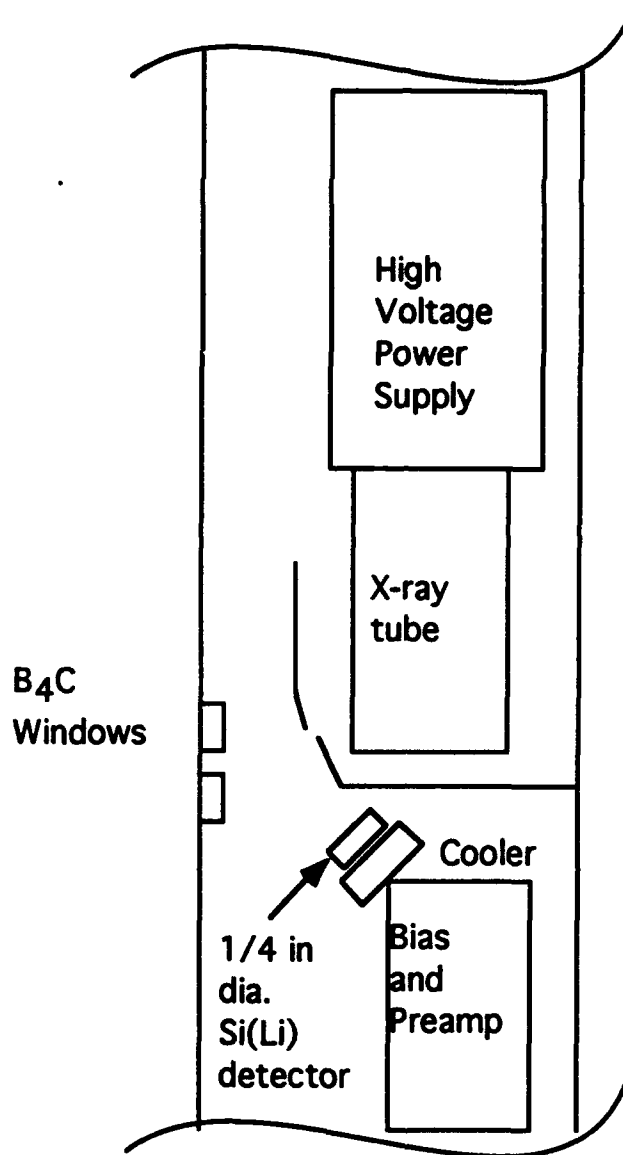 High
Voltage
Power
Supply
X-ray
tube
B4C
Windows
Cooler
1/4 in
dia.
Si(Li)
detector
Bias
and
Preamp